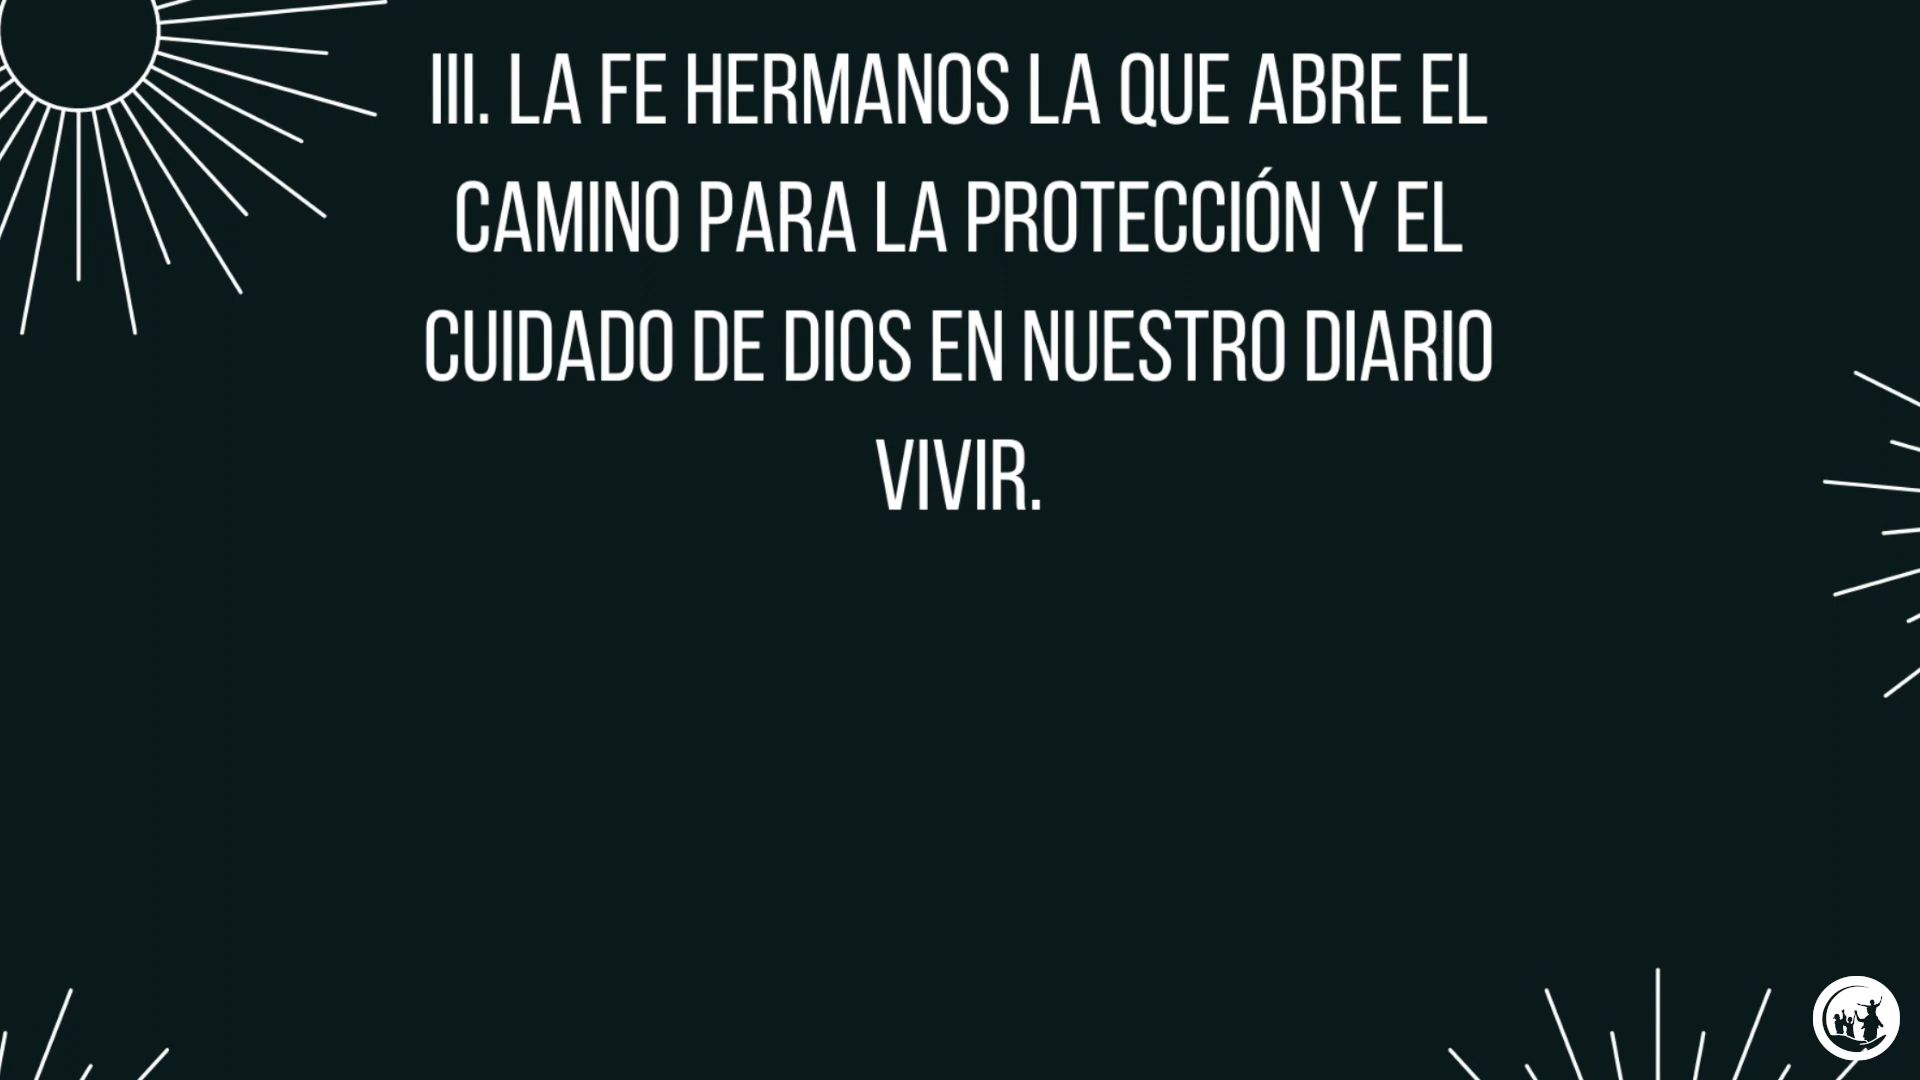 III. LA FE HERMANOS LA QUE ABRE EL
CAMINO PARA LA PROTECCIÓN Y EL
CUIDADO DE DIOS EN NUESTRO DIARIO
VIVIR.